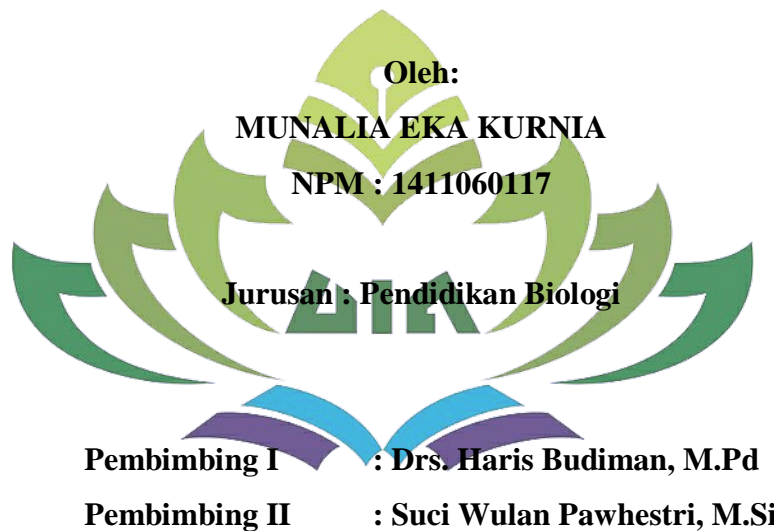 Oleh:
MUNALIA EKA KURNIA
NPM : 1411060117
Jurusan : Pendidikan Biologi
Pembimbing I : Drs. Haris Budiman, M.Pd
Pembimbing II : Suci Wulan Pawhestri, M.Si